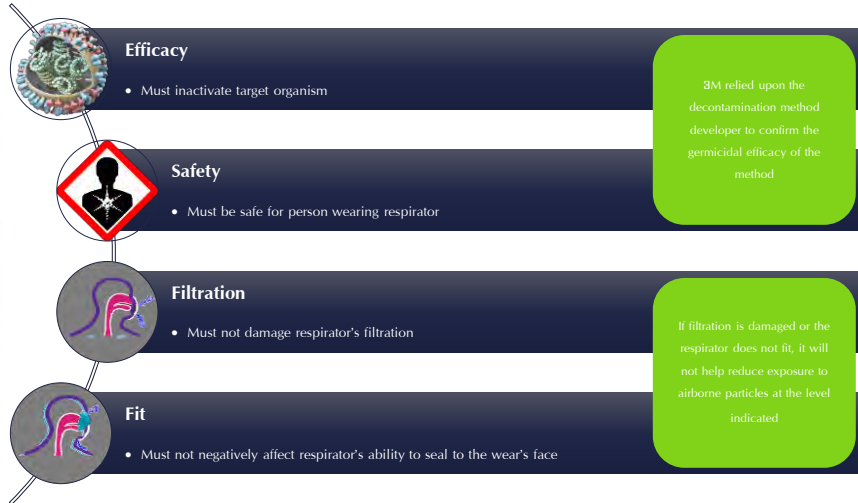 Efficacy
• Must inactivate target organism
3M relied upon the
decontamination method
developer to confirm the
germicidal efficacy of the
method
Safety
• Must be safe for person wearing respirator
Filtration
• Must not damage respirator's filtration
If filtration is damaged or the
respirator does not fit, it will
not help reduce exposure to
airborne particles at the level
indicated
Fit
• Must not negatively affect respirator's ability to seal to the wear's face